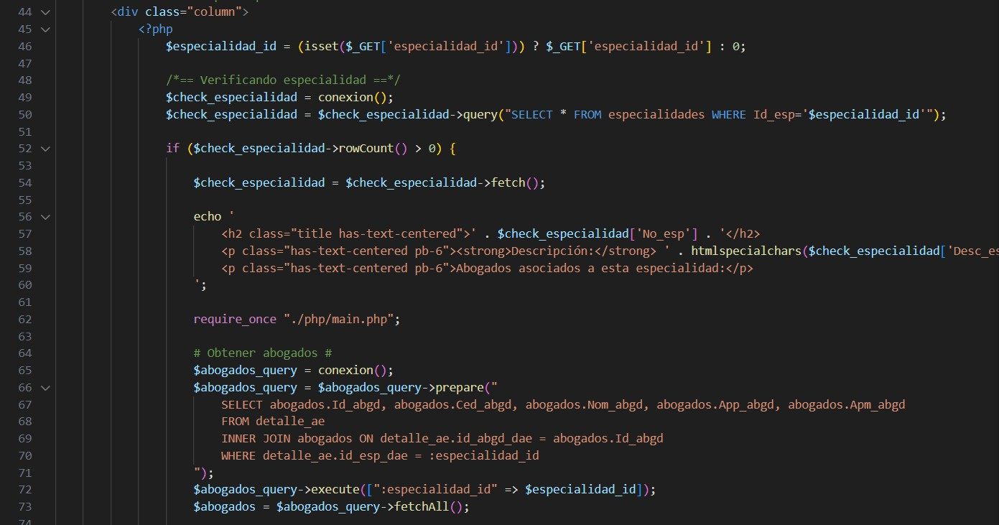 44 <div class="column">
45 <?php
46 $especialidad_id = (isset($_GET['especialidad_id'])) ? $_GET['especialidad_id'] : 0;
47
48 /*== Verificando especialidad ==*/
49 $check_especialidad = conexion();
50 $check_especialidad = $check_especialidad->query("SELECT * FROM especialidades WHERE Id_esp='$especialidad_id'");
51
52 if ($check_especialidad->rowCount() > 0) {
53
54 $check_especialidad = $check_especialidad->fetch();
55
56 echo '
57 <h2 class="title has-text-centered">' . $check_especialidad['No_esp'] . '</h2>
58 <p class="has-text-centered pb-6"><strong>Descripción:</strong> ' . htmlspecialchars($check_especialidad['Desc_es
59 <p class="has-text-centered pb-6">Abogados asociados a esta especialidad:</p>
60 ';
61
62 require_once "./php/main.php";
63
64 # Obtener abogados #
65 $abogados_query = conexion();
66 $abogados_query = $abogados_query->prepare("
67 SELECT abogados.Id_abgd, abogados.Ced_abgd, abogados.Nom_abgd, abogados.App_abgd, abogados.Apm_abgd
68 FROM detalle_ae
69 INNER JOIN abogados ON detalle_ae.id_abgd_dae = abogados.Id_abgd
70 WHERE detalle_ae.id_esp_dae = :especialidad_id
71 ");
72 $abogados_query->execute([":especialidad_id" => $especialidad_id]);
73 $abogados = $abogados_query->fetchAll();
74